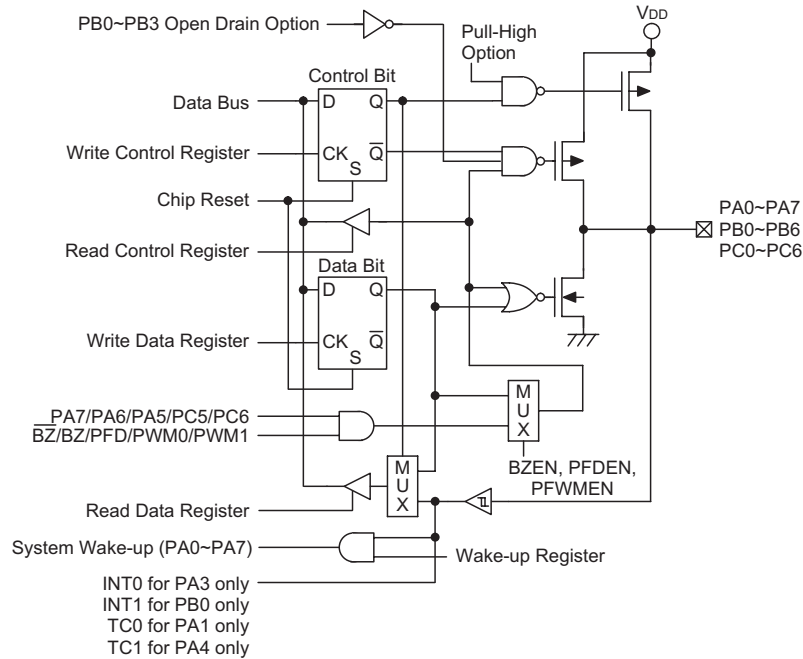 PB0~PB3 Open Drain Option
Pull-High
Option
VDD
Control Bit
Data Bus
D
Q
Write Control Register
CK
Q̅
S
Chip Reset
PA0~PA7
PB0~PB6
PC0~PC6
Read Control Register
Data Bit
D
Q
Write Data Register
CK
Q̅
S
M
U
X
PA7/PA6/PA5/PC5/PC6
B̅Z̅/BZ/PFD/PWM0/PWM1
BZEN, PFDEN,
PFWMEN
M
U
X
Read Data Register
System Wake-up (PA0~PA7)
Wake-up Register
INT0 for PA3 only
INT1 for PB0 only
TC0 for PA1 only
TC1 for PA4 only